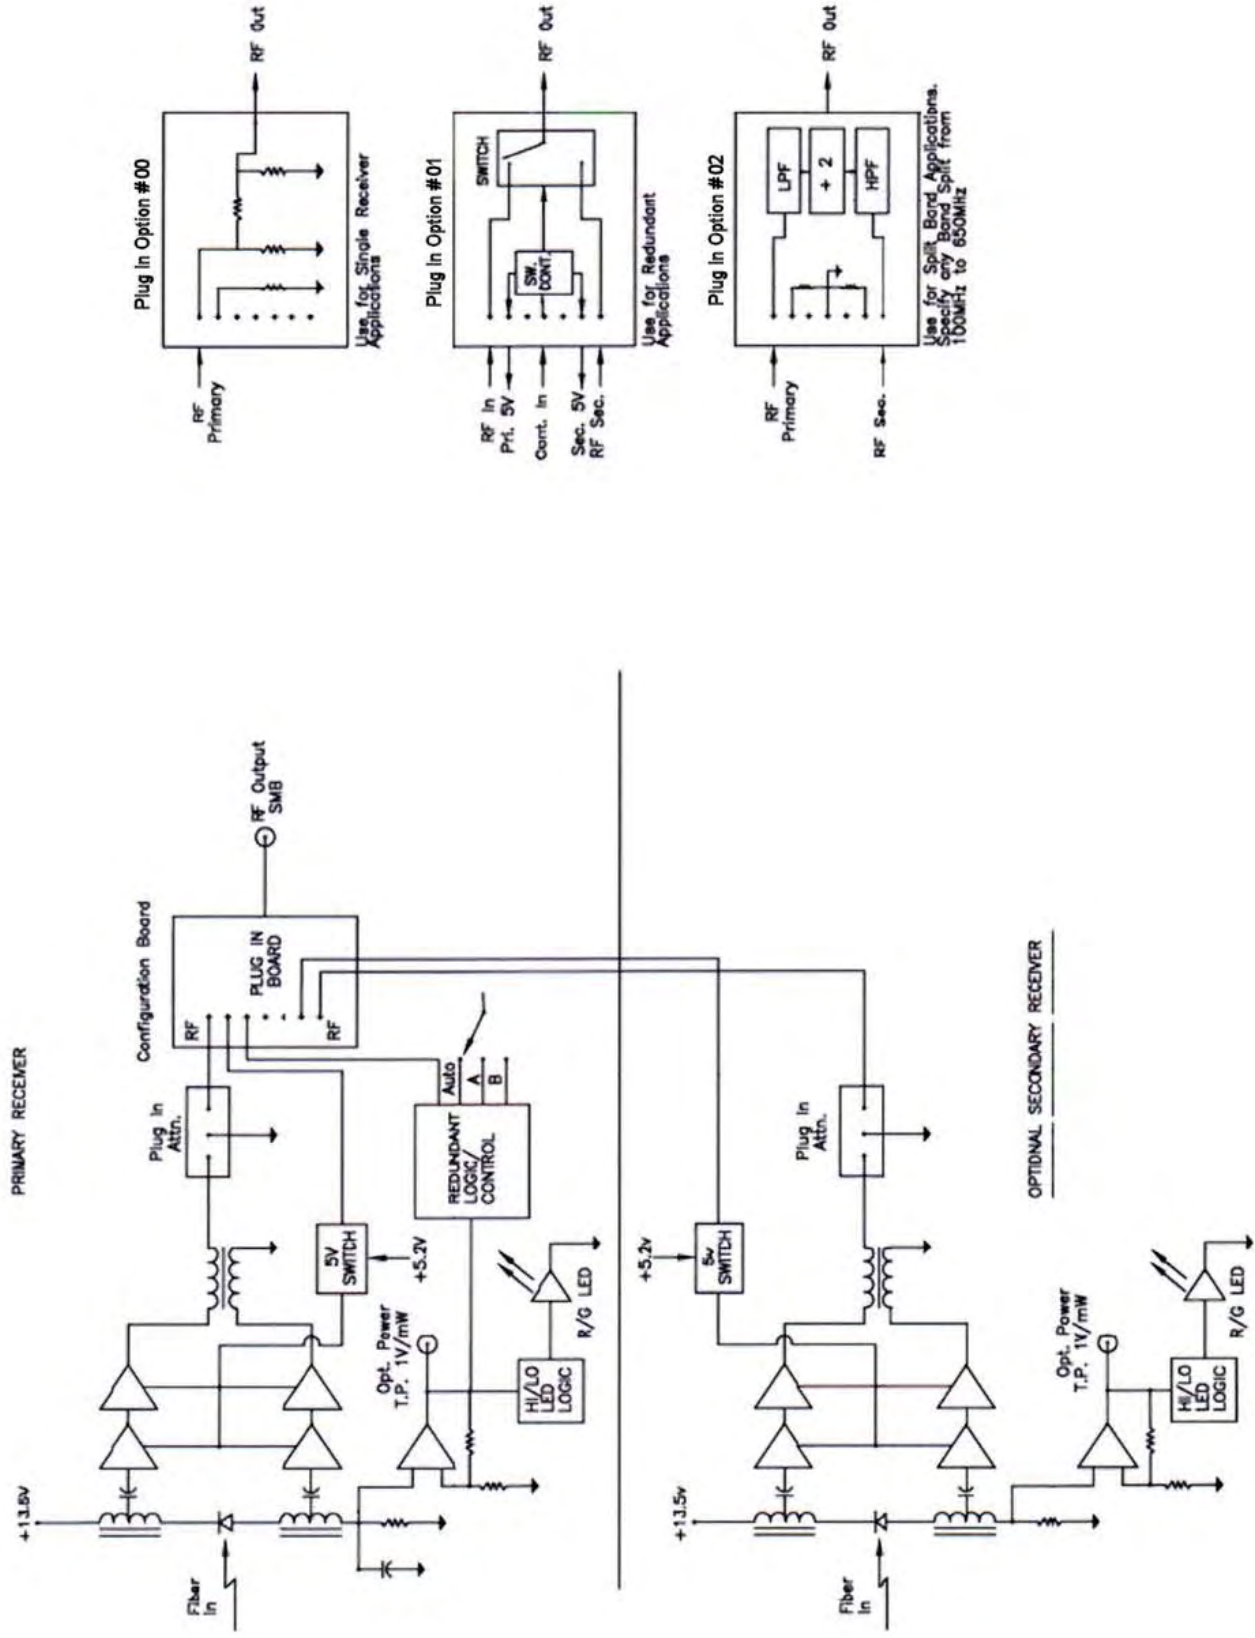 PRIMARY RECEIVER
+13.5V
Fiber
In
Opt. Power
T.P. 1V/mW
HI/LO
LED
LOGIC
R/G LED
5V
SWITCH
+5.2V
Plug In
Attn.
REDUNDANT
LOGIC/
CONTROL
Auto
A
B
Configuration Board
RF
PLUG IN
BOARD
RF
RF Output
SMB
+13.5v
Fiber
In
+5.2v
5v
SWITCH
Plug In
Attn.
Opt. Power
T.P. 1V/mW
HI/LO
LED
LOGIC
R/G LED
OPTIONAL SECONDARY RECEIVER
Plug In Option #00
RF
Primary
RF Out
Use for Single Receiver
Applications
Plug In Option #01
RF In
Pri. 5V
Cont. In
Sec. 5V
RF Sec.
SW.
CONT.
SWITCH
RF Out
Use for Redundant
Applications
Plug In Option #02
RF
Primary
RF Sec.
LPF
+ 2
HPF
RF Out
Use for Split Band Applications.
Specify any Band Split from
100MHz to 650MHz